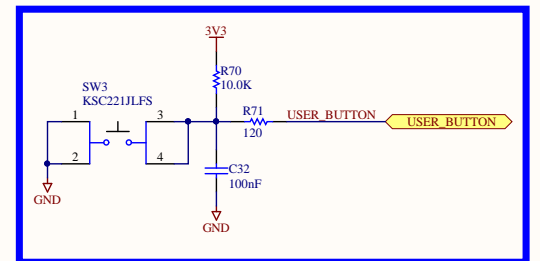 3V3
R70
10.0K
SW3
KSC221JLFS
R71
120
USER_BUTTON
USER_BUTTON
1
3
2
4
C32
100nF
GND
GND